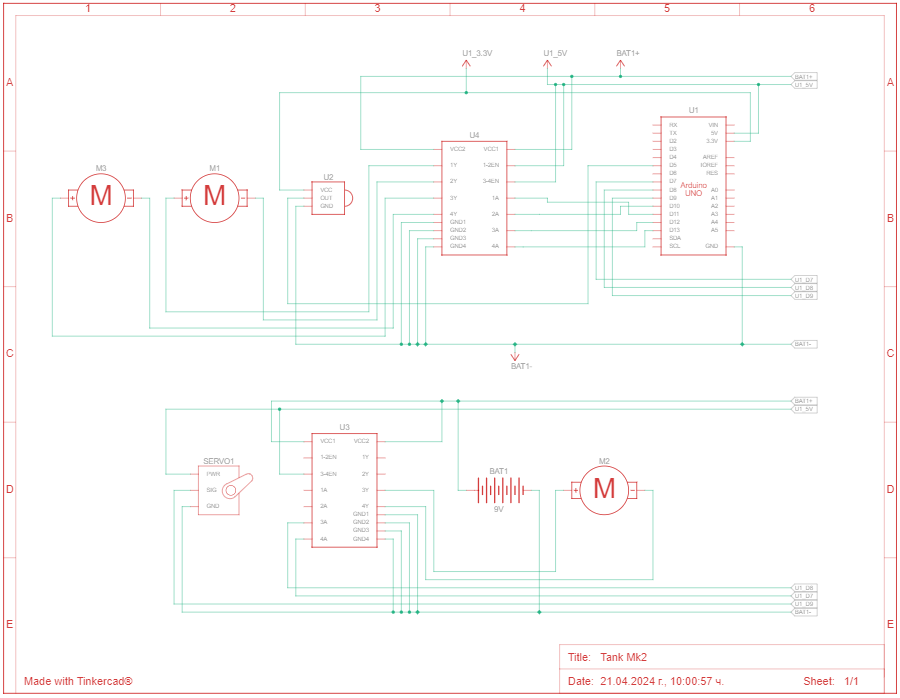 1 2 3 4 5 6
A A
B B
C C
D D
E E
U1_3.3V U1_5V BAT1+
BAT1+
U1_5V
U1
RX VIN
TX 5V
D2 3.3V
D3
D4 AREF
D5 IOREF
D6 RES
D7
D8 A0
D9 A1
D10 A2
D11 A3
D12 A4
D13 A5
SDA
SCL GND
Arduino
UNO
U4
VCC2 VCC1
1Y 1-2EN
2Y 3-4EN
3Y 1A
4Y 2A
GND1
GND2 3A
GND3
GND4 4A
M3
+ M -
M1
+ M -
U2
VCC
OUT
GND
U1_D7
U1_D8
U1_D9
BAT1-
BAT1-
BAT1+
U1_5V
U3
VCC1 VCC2
1-2EN 1Y
3-4EN 2Y
1A 3Y
2A 4Y
GND1
3A GND2
GND3
4A GND4
SERVO1
PWR
SIG
GND
BAT1
9V
M2
+ M -
U1_D8
U1_D7
U1_D9
BAT1-
Title: Tank Mk2
Made with Tinkercad®
Date: 21.04.2024 г., 10:00:57 ч. Sheet: 1/1